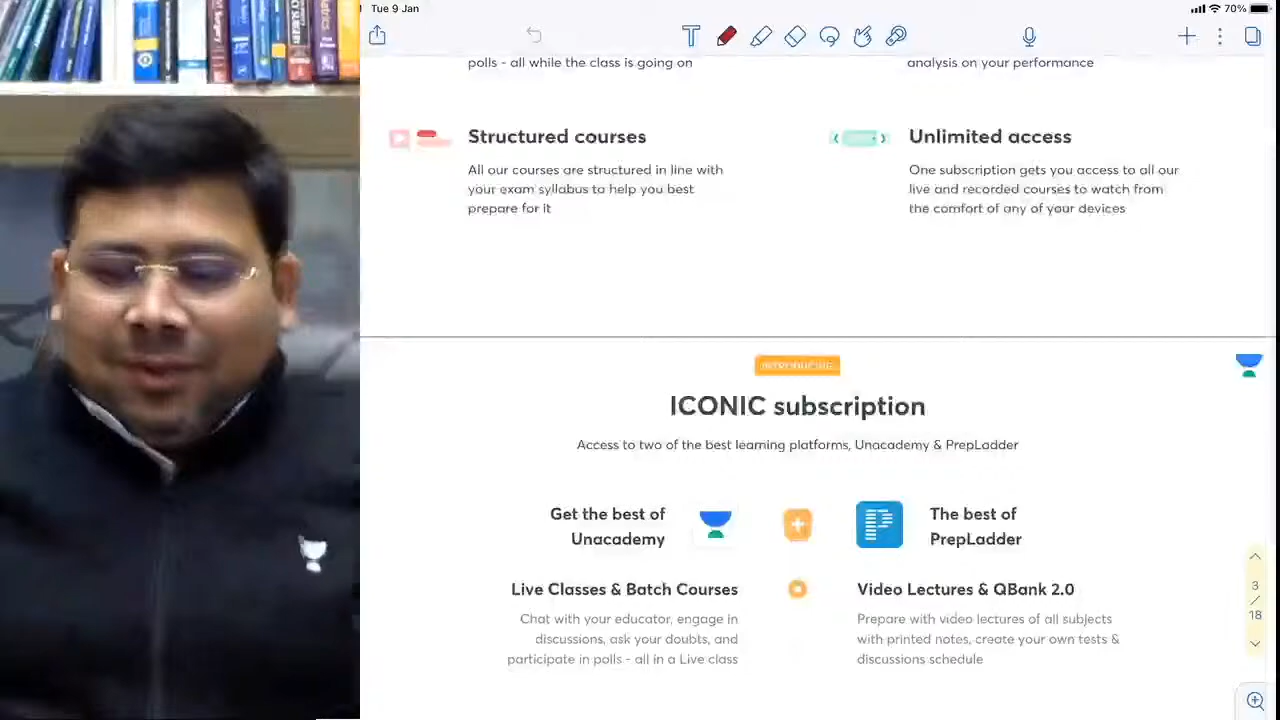 Tue 9 Jan
70%
polls - all while the class is going on
analysis on your performance
Structured courses
All our courses are structured in line with
your exam syllabus to help you best
prepare for it
Unlimited access
One subscription gets you access to all our
live and recorded courses to watch from
the comfort of any of your devices
INTRODUCING
ICONIC subscription
Access to two of the best learning platforms, Unacademy & PrepLadder
Get the best of
Unacademy
The best of
PrepLadder
Live Classes & Batch Courses
Chat with your educator, engage in
discussions, ask your doubts, and
participate in polls - all in a Live class
Video Lectures & QBank 2.0
Prepare with video lectures of all subjects
with printed notes, create your own tests &
discussions schedule
3
/
18